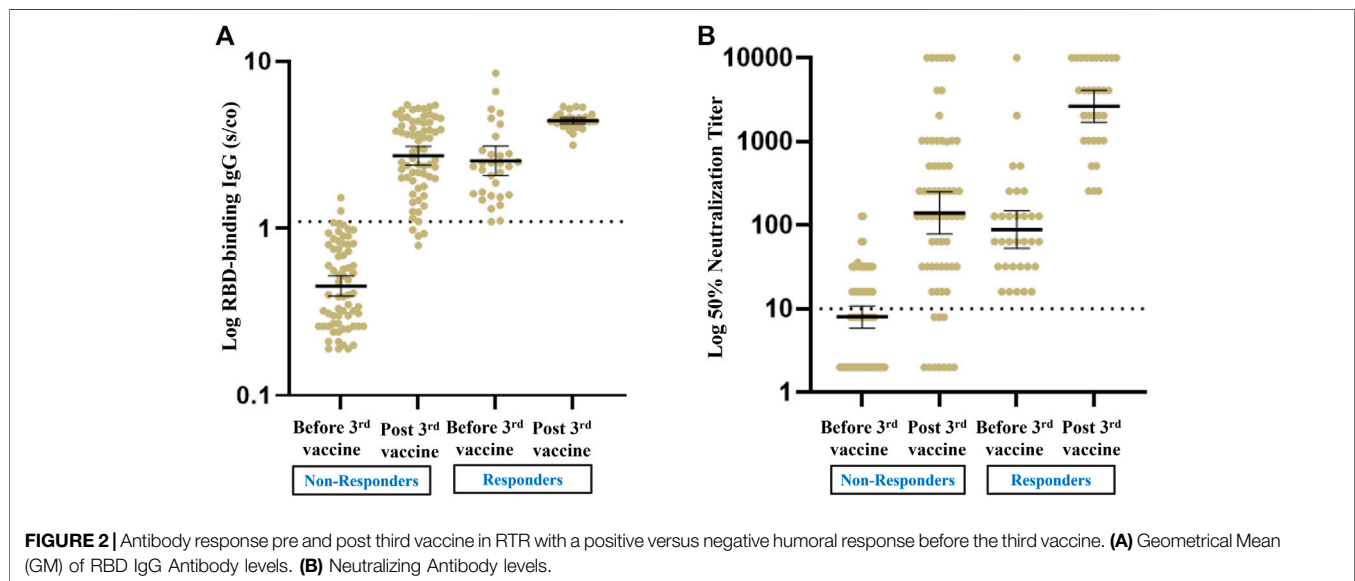 A
Log RBD-binding IgG (s/co)
10
1
0.1
Before 3rd vaccine
Post 3rd vaccine
Before 3rd vaccine
Post 3rd vaccine
Non-Responders
Responders
B
Log 50% Neutralization Titer
10000
1000
100
10
1
Before 3rd vaccine
Post 3rd vaccine
Before 3rd vaccine
Post 3rd vaccine
Non-Responders
Responders
FIGURE 2 | Antibody response pre and post third vaccine in RTR with a positive versus negative humoral response before the third vaccine. (A) Geometrical Mean
(GM) of RBD IgG Antibody levels. (B) Neutralizing Antibody levels.